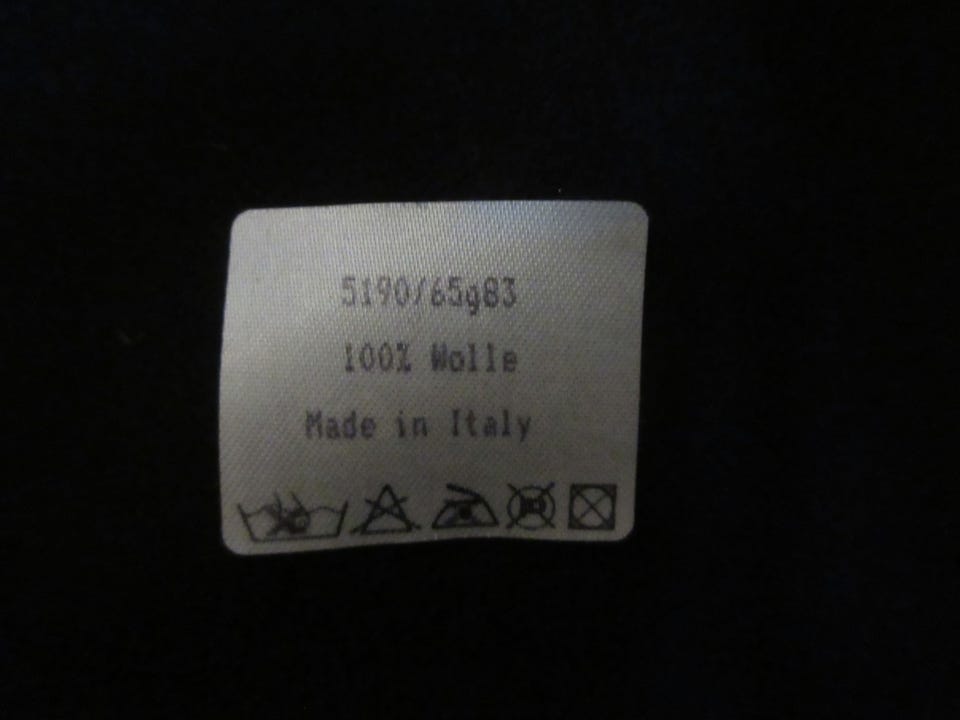 5190/65g83
100% Wolle
Made in Italy